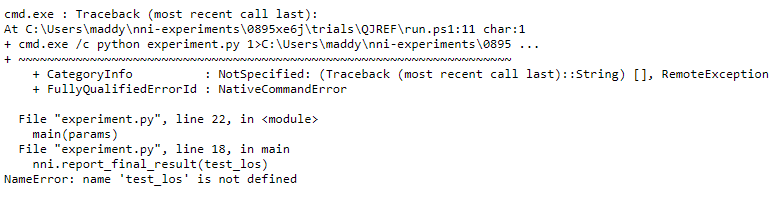 cmd.exe : Traceback (most recent call last):
At C:\Users\maddy\nni-experiments\0895xe6j\trials\QJREF\run.ps1:11 char:1
+ cmd.exe /c python experiment.py 1>C:\Users\maddy\nni-experiments\0895 ...
+ ~~~~~~~~~~~~~~~~~~~~~~~~~~~~~~~~~~~~~~~~~~~~~~~~~~~~~~~~~~~~~~~~~~~~~~~
    + CategoryInfo          : NotSpecified: (Traceback (most recent call last)::String) [], RemoteException
    + FullyQualifiedErrorId : NativeCommandError
  File "experiment.py", line 22, in <module>
    main(params)
  File "experiment.py", line 18, in main
    nni.report_final_result(test_los)
NameError: name 'test_los' is not defined